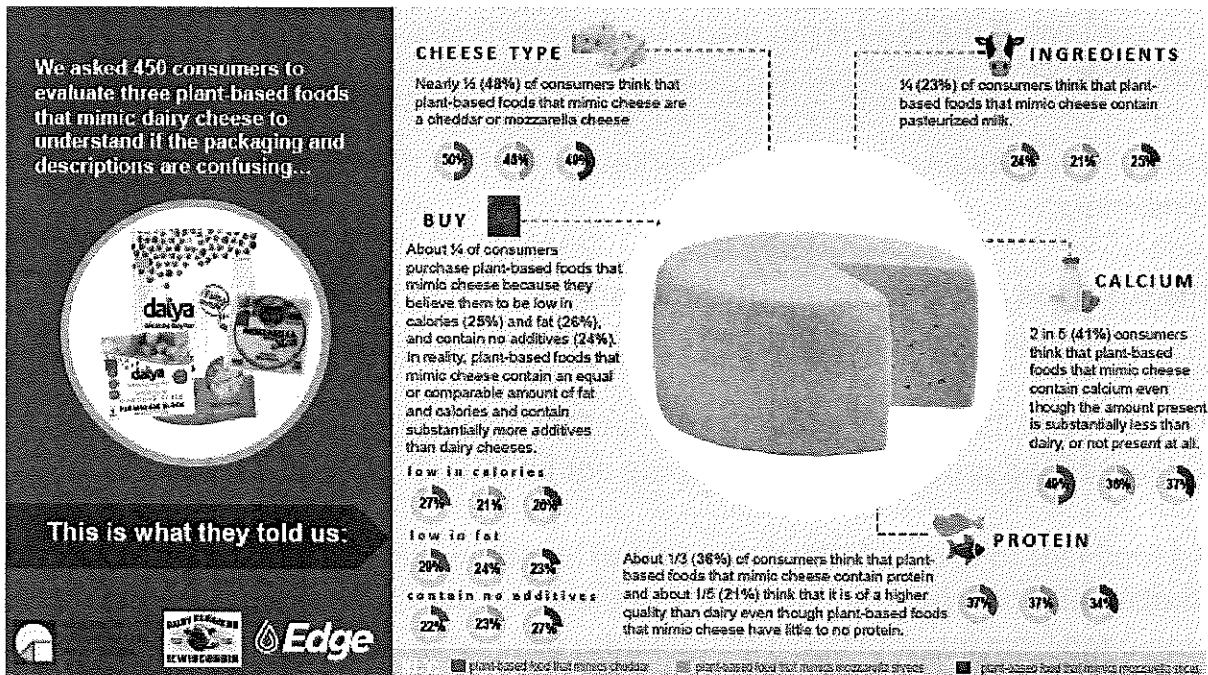 We asked 450 consumers to
evaluate three plant-based foods
that mimic dairy cheese to
understand if the packaging and
descriptions are confusing...
daiya
daiya
This is what they told us:
Edge
CHEESE TYPE
Nearly ½ (48%) of consumers think that
plant-based foods that mimic cheese are
a cheddar or mozzarella cheese
50%
49%
BUY
About ¼ of consumers
purchase plant-based foods that
mimic cheese because they
believe them to be low in
calories (25%) and fat (26%),
and contain no additives (24%).
In reality, plant-based foods that
mimic cheese contain an equal
or comparable amount of fat
and calories and contain
substantially more additives
than dairy cheeses.
low in calories
27% 21% 26%
low in fat
24% 23%
contain no additives
22% 23% 27%
INGREDIENTS
¼ (23%) of consumers think that plant-
based foods that mimic cheese contain
pasteurized milk.
24% 21% 25%
CALCIUM
2 in 5 (41%) consumers
think that plant-based
foods that mimic cheese
contain calcium even
though the amount present
is substantially less than
dairy, or not present at all.
49% 36% 37%
PROTEIN
About 1/3 (36%) of consumers think that plant-
based foods that mimic cheese contain protein
and about 1/5 (21%) think that it is of a higher
quality than dairy even though plant-based foods
that mimic cheese have little to no protein.
37% 37% 34%
plant-based food that mimics cheddar
plant-based food that mimics mozzarella shreds
plant-based food that mimics mozzarella slices